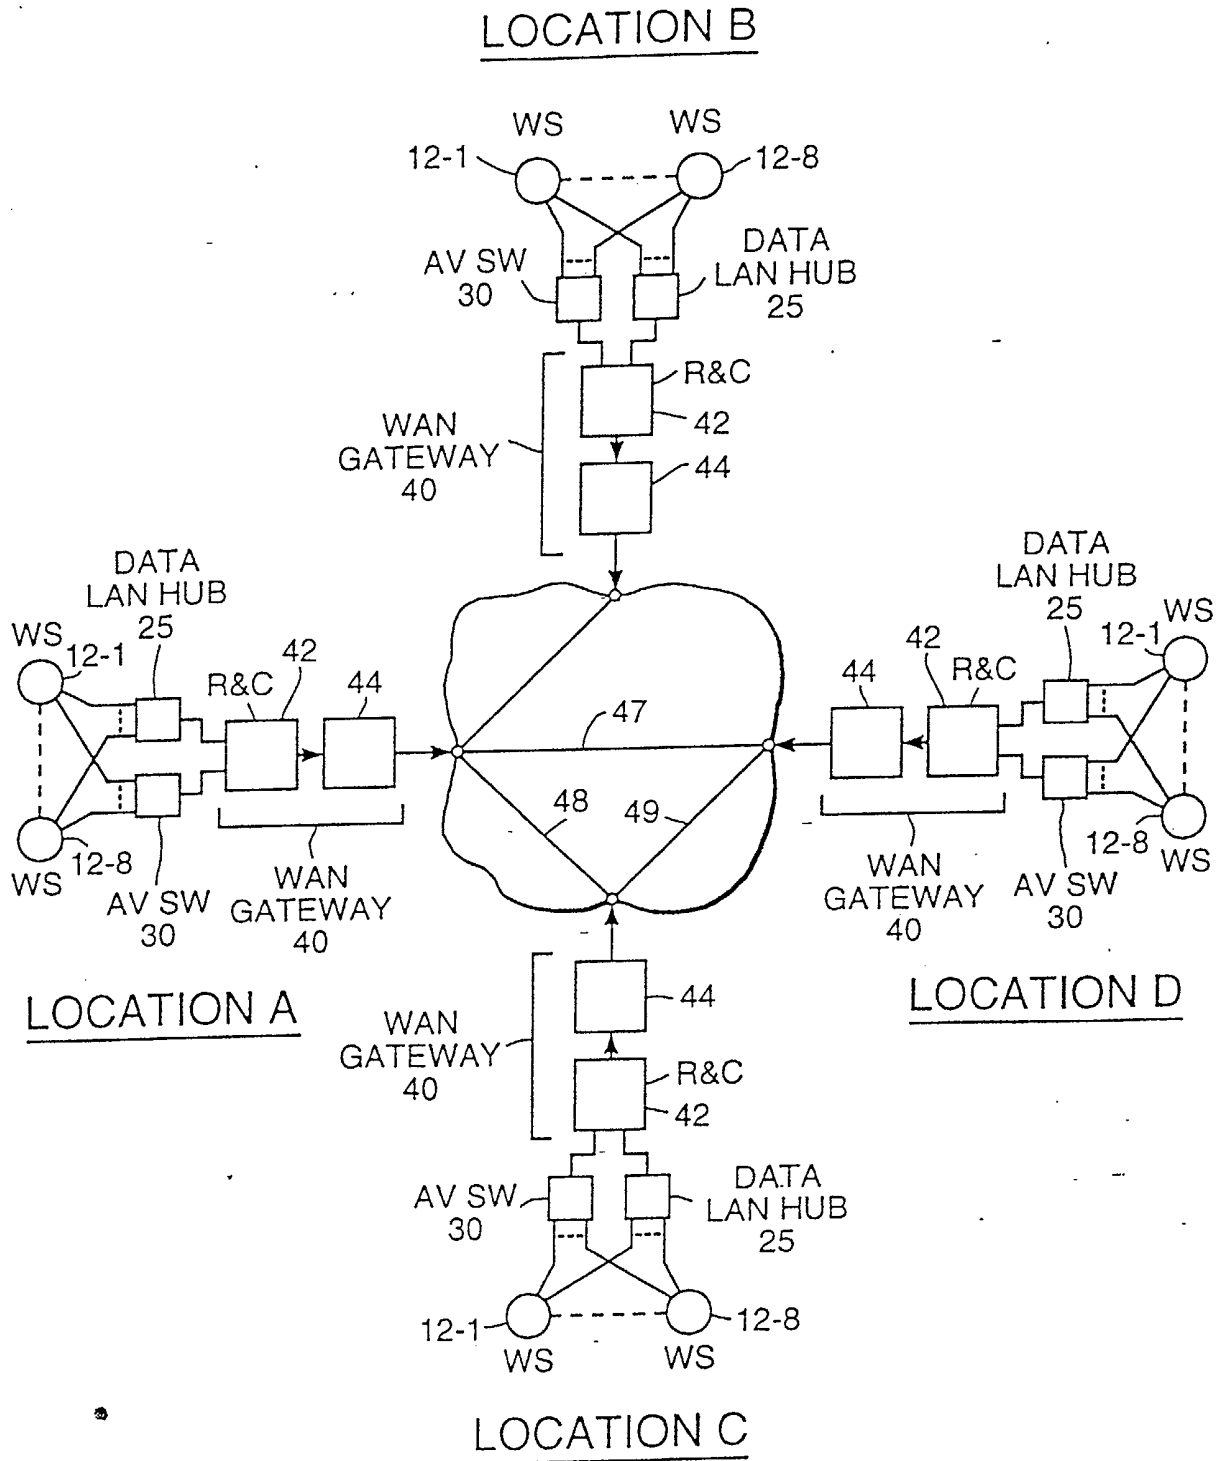 LOCATION B
WS
WS
12-1
12-8
AV SW
30
DATA
LAN HUB
25
R&C
42
WAN
GATEWAY
40
44
DATA
LAN HUB
25
WS
12-1
R&C
42
44
12-8
WS
AV SW
30
WAN
GATEWAY
40
LOCATION A
47
48
49
DATA
LAN HUB
25
WS
12-1
44
42
R&C
12-8
WS
AV SW
30
WAN
GATEWAY
40
LOCATION D
WAN
GATEWAY
40
44
R&C
42
AV SW
30
DATA
LAN HUB
25
12-1
12-8
WS
WS
LOCATION C